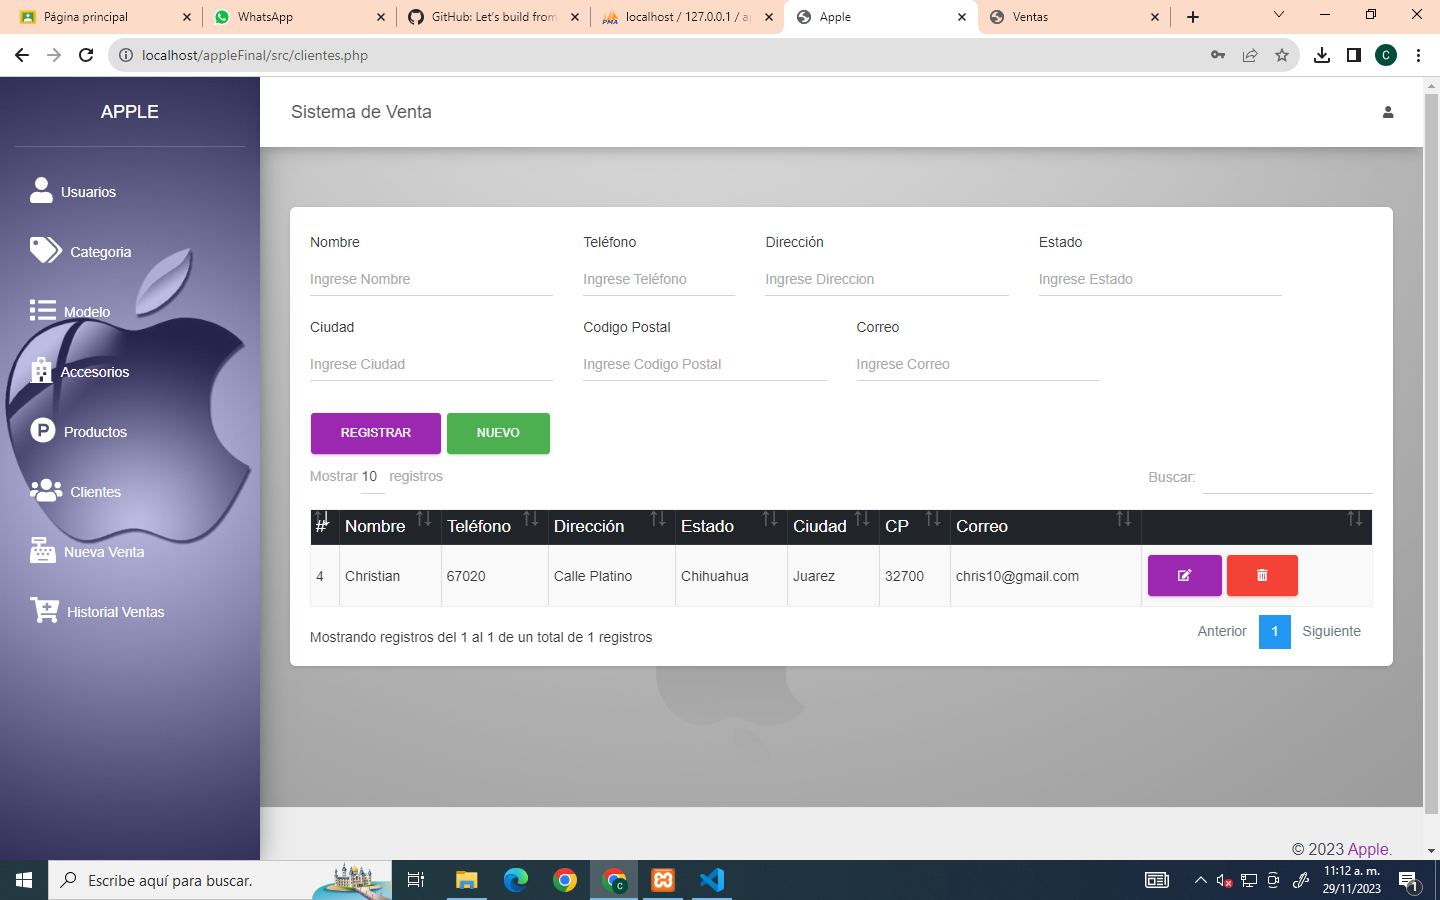 Página principal
WhatsApp
GitHub: Let's build from
localhost / 127.0.0.1 / a
Apple
Ventas
localhost/appleFinal/src/clientes.php
C
APPLE
Sistema de Venta
Usuarios
Categoria
Modelo
Accesorios
Productos
Clientes
Nueva Venta
Historial Ventas
Nombre Teléfono Dirección Estado
Ingrese Nombre Ingrese Teléfono Ingrese Direccion Ingrese Estado
Ciudad Codigo Postal Correo
Ingrese Ciudad Ingrese Codigo Postal Ingrese Correo
REGISTRAR NUEVO
Mostrar 10 registros Buscar:
# Nombre Teléfono Dirección Estado Ciudad CP Correo
4 Christian 67020 Calle Platino Chihuahua Juarez 32700 chris10@gmail.com
Mostrando registros del 1 al 1 de un total de 1 registros
Anterior 1 Siguiente
© 2023 Apple.
Escribe aquí para buscar.
11:12 a. m.
29/11/2023
1